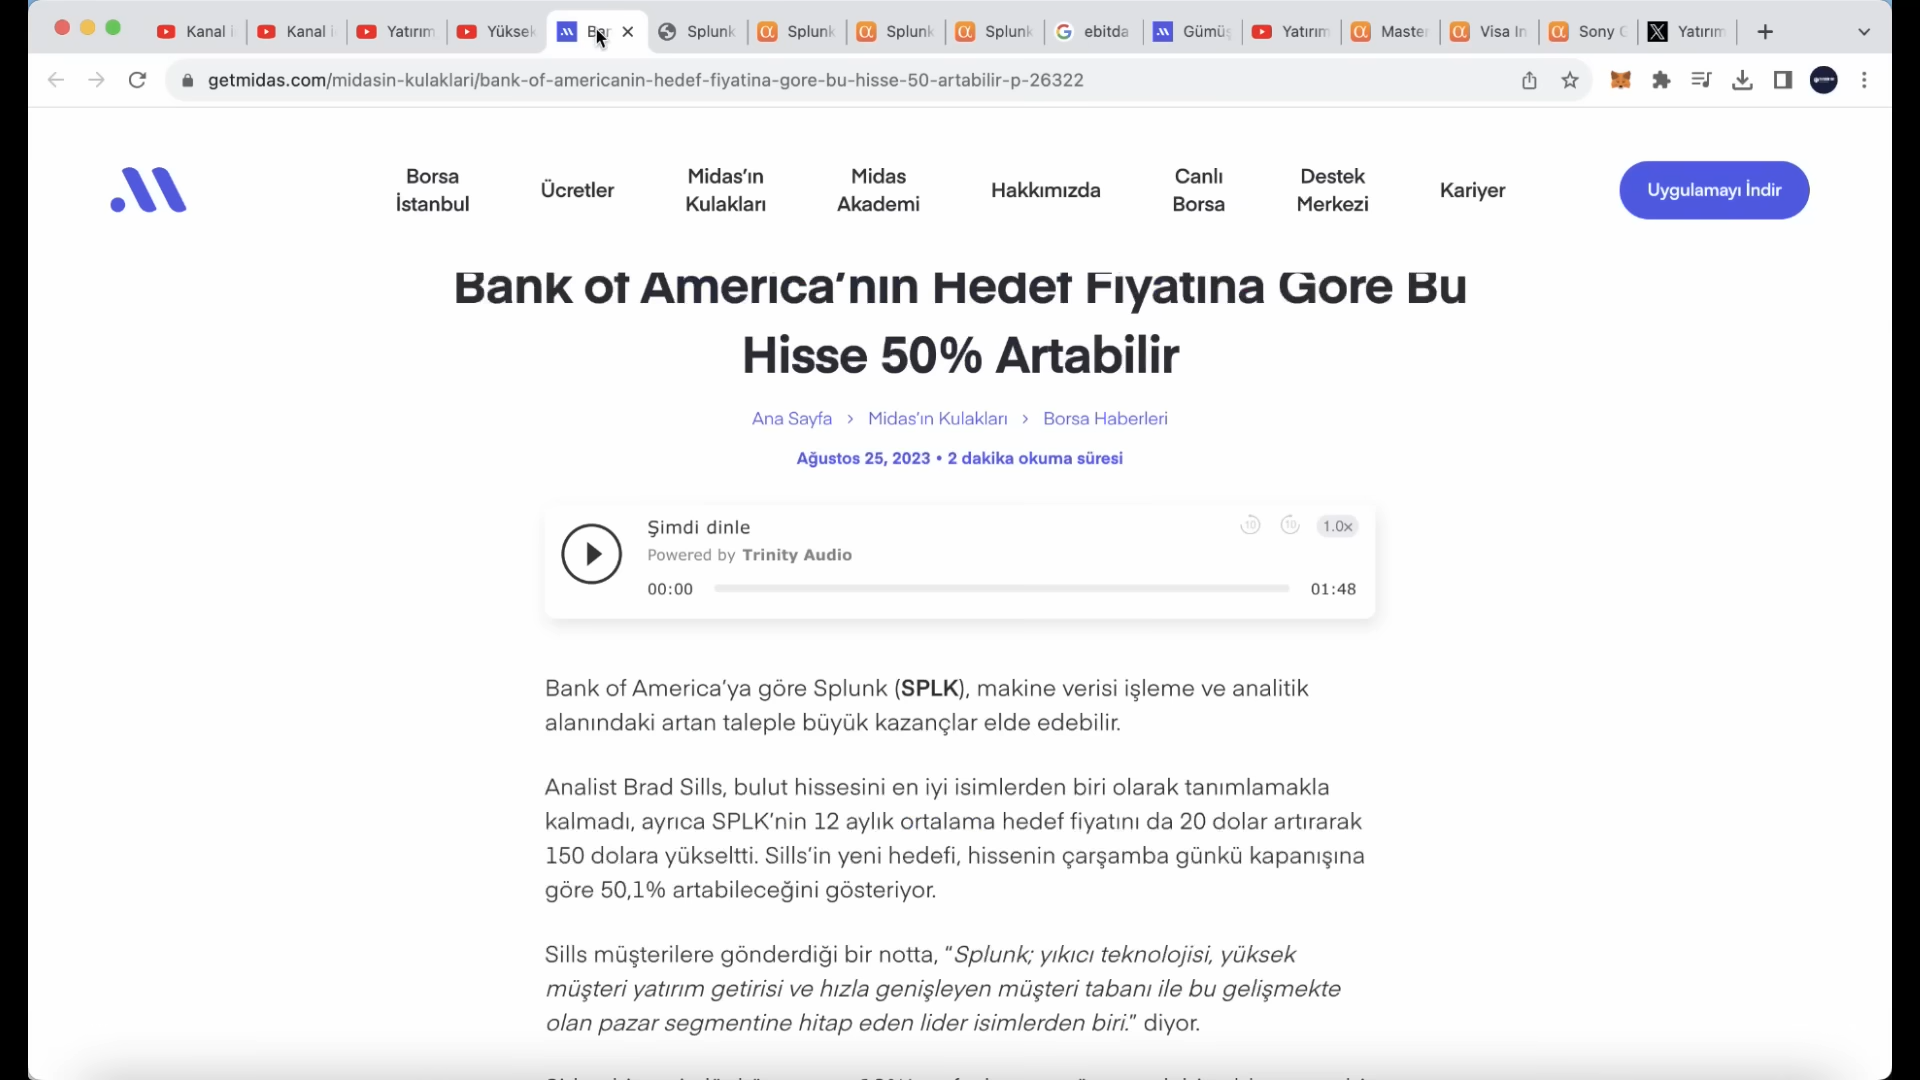 Kanal i
Kanal i
Yatırım
Yüksek
Splunk
Splunk
Splunk
Splunk
ebitda
Gümüş
Yatırım
Master
Visa In
Sony G
Yatırım
getmidas.com/midasin-kulaklari/bank-of-americanin-hedef-fiyatina-gore-bu-hisse-50-artabilir-p-26322
Borsa
İstanbul
Ücretler
Midas’ın
Kulakları
Midas
Akademi
Hakkımızda
Canlı
Borsa
Destek
Merkezi
Kariyer
Uygulamayı İndir
Bank of America’nın Hedef Fiyatına Göre Bu
Hisse 50% Artabilir
Ana Sayfa > Midas’ın Kulakları > Borsa Haberleri
Ağustos 25, 2023 • 2 dakika okuma süresi
Şimdi dinle
10
10
1.0x
Powered by Trinity Audio
00:00
01:48
Bank of America’ya göre Splunk (SPLK), makine verisi işleme ve analitik
alanındaki artan taleple büyük kazançlar elde edebilir.
Analist Brad Sills, bulut hissesini en iyi isimlerden biri olarak tanımlamakla
kalmadı, ayrıca SPLK’nin 12 aylık ortalama hedef fiyatını da 20 dolar artırarak
150 dolara yükseltti. Sills’in yeni hedefi, hissenin çarşamba günkü kapanışına
göre 50,1% artabileceğini gösteriyor.
Sills müşterilere gönderdiği bir notta, “Splunk; yıkıcı teknolojisi, yüksek
müşteri yatırım getirisi ve hızla genişleyen müşteri tabanı ile bu gelişmekte
olan pazar segmentine hitap eden lider isimlerden biri.” diyor.